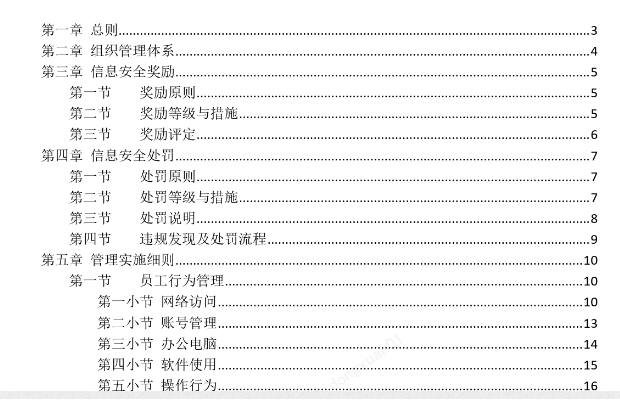 第一章 总则........................3
第二章 组织管理体系........................4
第三章 信息安全奖励........................5
第一节 奖励原则........................5
第二节 奖励等级与措施........................5
第三节 奖励评定........................6
第四章 信息安全处罚........................7
第一节 处罚原则........................7
第二节 处罚等级与措施........................7
第三节 处罚说明........................8
第四节 违规发现及处罚流程........................9
第五章 管理实施细则........................10
第一节 员工行为管理........................10
第一小节 网络访问........................10
第二小节 账号管理........................13
第三小节 办公电脑........................14
第四小节 软件使用........................15
第五小节 操作行为........................16